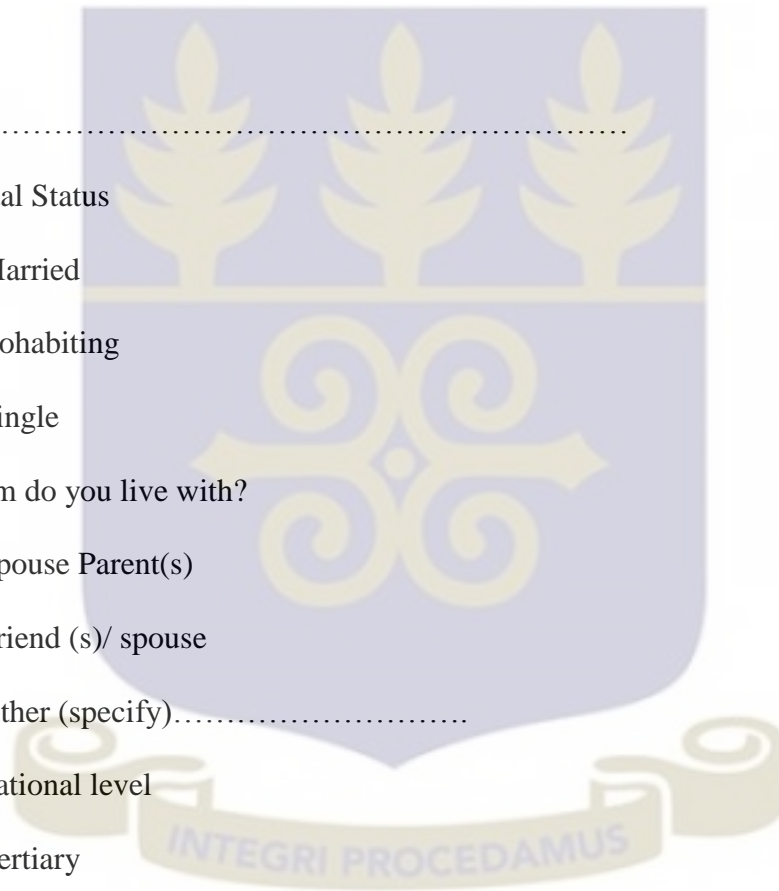 ……………………………………………………………
al Status
arried
ohabiting
ingle
m do you live with?
pouse Parent(s)
riend (s)/ spouse
ther (specify)……………………….
ational level
ertiary
INTEGRI PROCEDAMUS